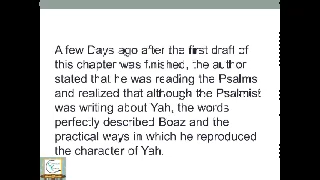 A few Days ago after the first draft of
this chapter was finished, the author
stated that he was reading the Psalms
and realized that although the Psalmist
was writing about Yah, the words
perfectly described Boaz and the
practical ways in which he reproduced
the character of Yah.